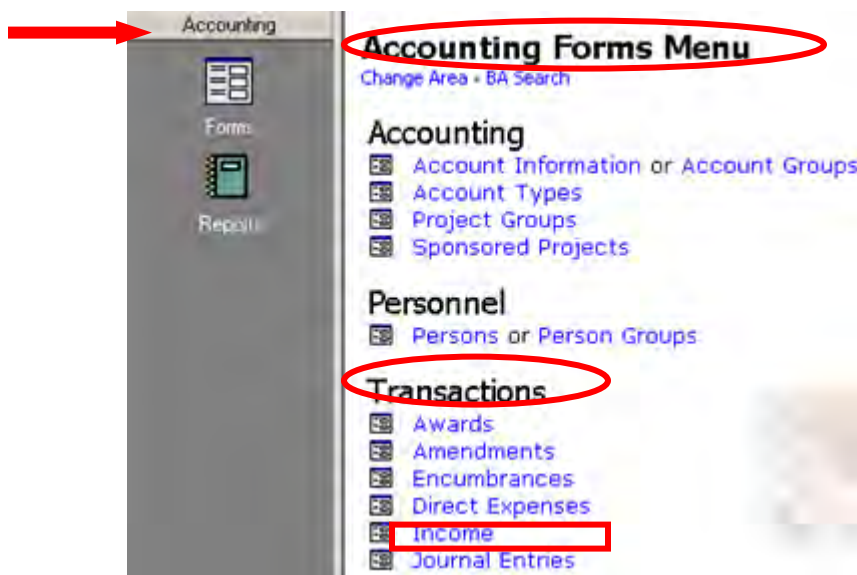 Accounting
Forms
Reports
Accounting Forms Menu
Change Area • BA Search
Accounting
Account Information or Account Groups
Account Types
Project Groups
Sponsored Projects
Personnel
Persons or Person Groups
Transactions
Awards
Amendments
Encumbrances
Direct Expenses
Income
Journal Entries